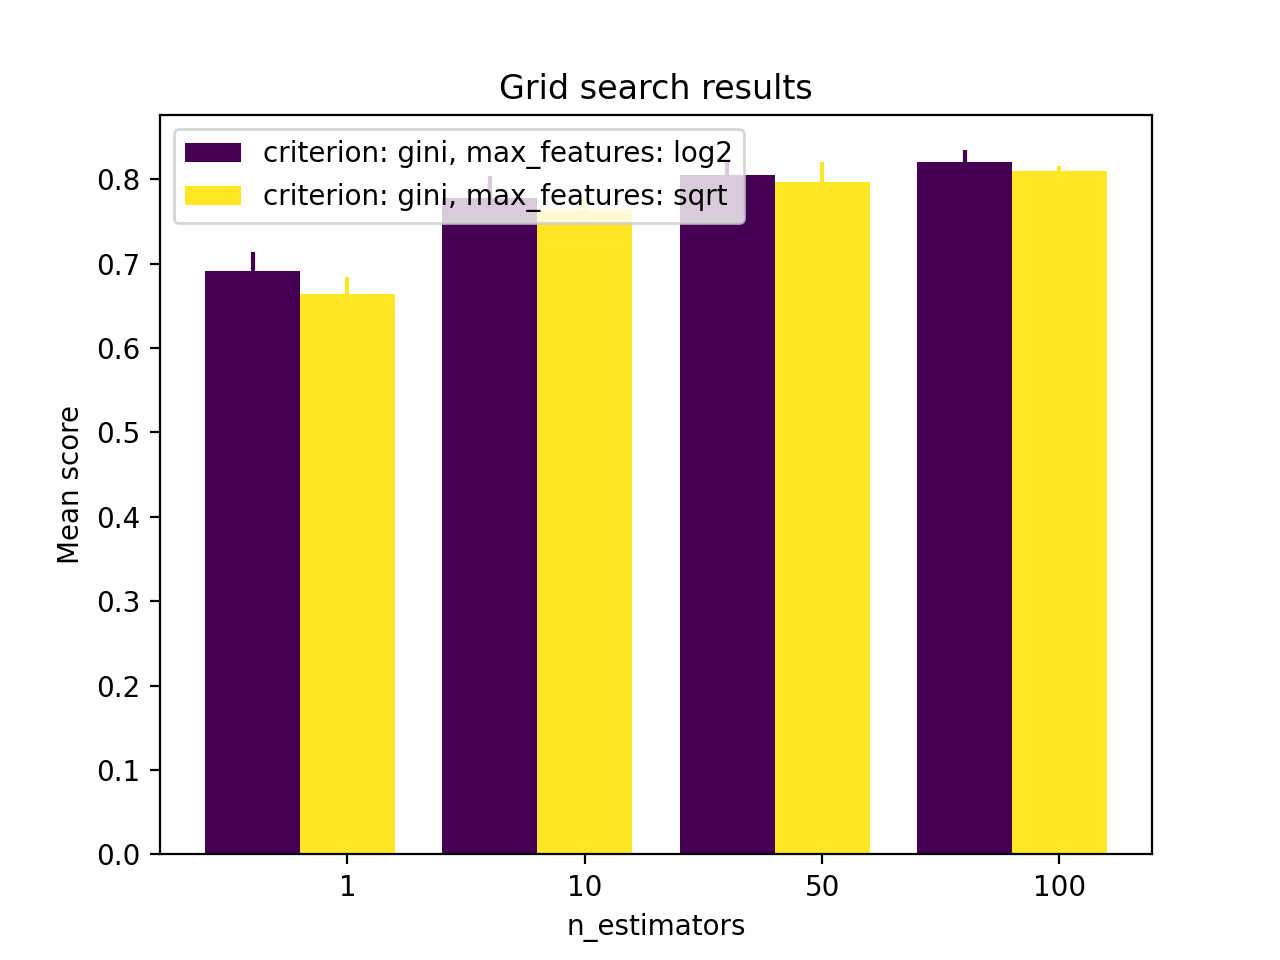 Grid search results
criterion: gini, max_features: log2
criterion: gini, max_features: sqrt
0.8
0.7
0.6
0.5
0.4
0.3
0.2
0.1
0.0
Mean score
1 10 50 100
n_estimators